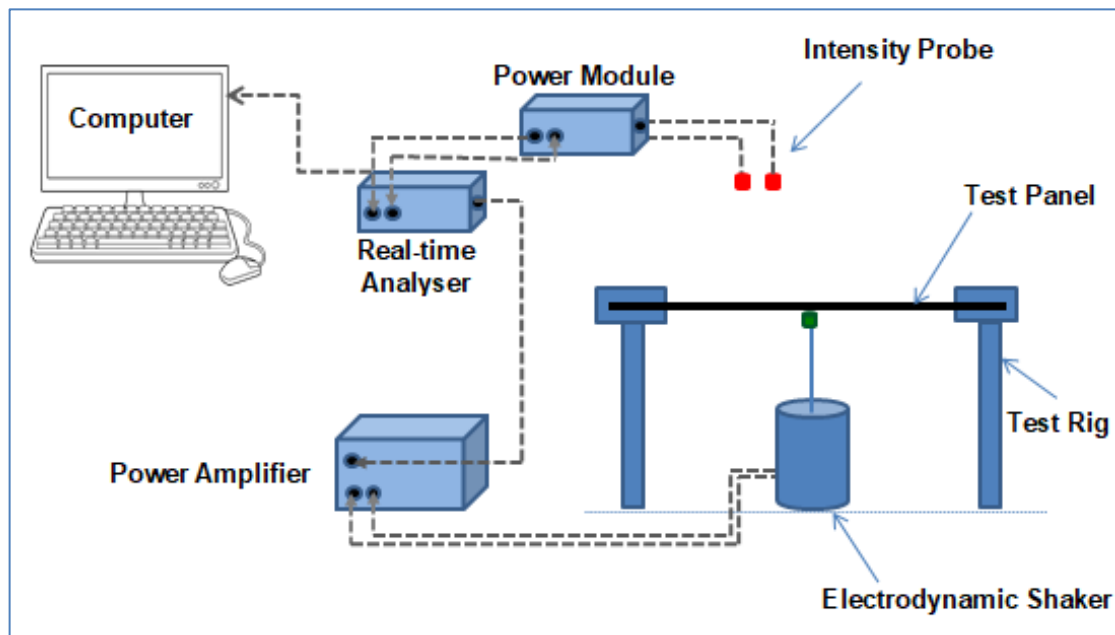 Intensity Probe
Power Module
Computer
Test Panel
Real-time
Analyser
Test Rig
Power Amplifier
Electrodynamic Shaker